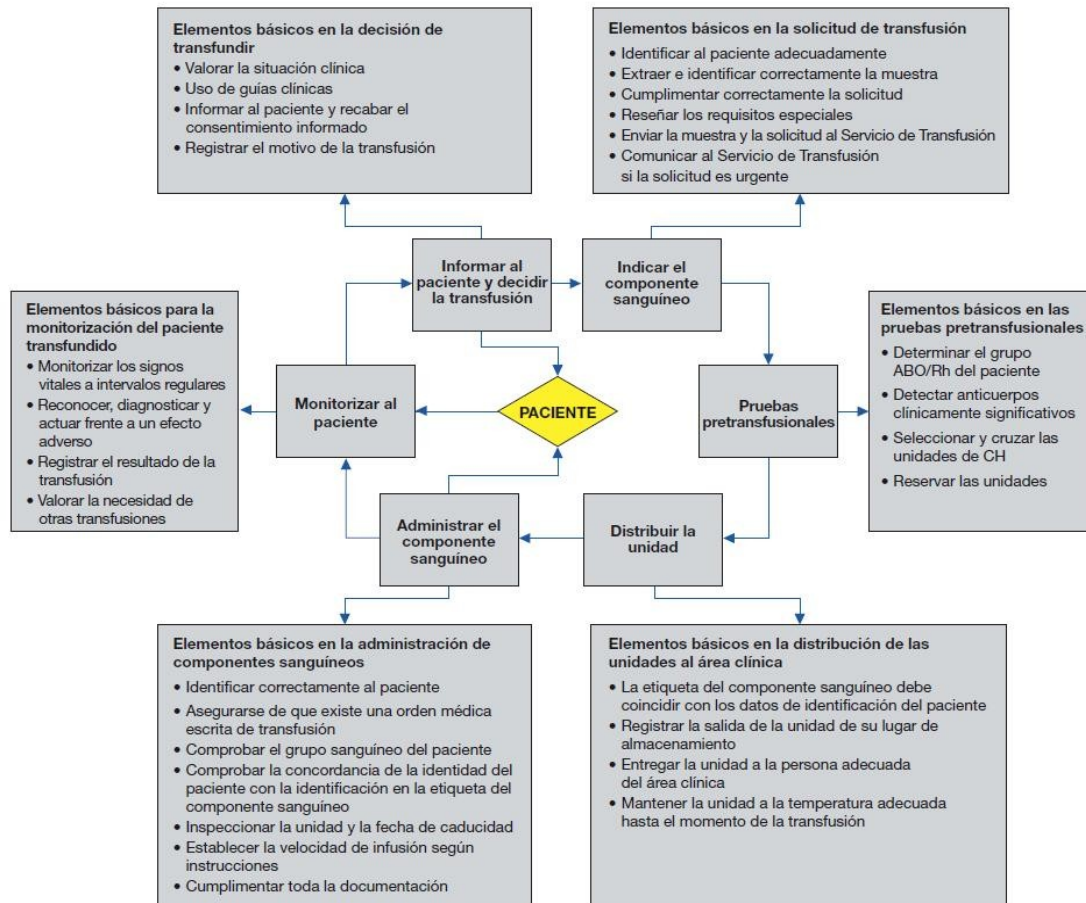 Elementos básicos en la decisión de
transfundir
• Valorar la situación clínica
• Uso de guías clínicas
• Informar al paciente y recabar el
consentimiento informado
• Registrar el motivo de la transfusión
Elementos básicos en la solicitud de transfusión
• Identificar al paciente adecuadamente
• Extraer e identificar correctamente la muestra
• Cumplimentar correctamente la solicitud
• Reseñar los requisitos especiales
• Enviar la muestra y la solicitud al Servicio de Transfusión
• Comunicar al Servicio de Transfusión
si la solicitud es urgente
Informar al
paciente y decidir
la transfusión
Indicar el
componente
sanguíneo
Elementos básicos para la
monitorización del paciente
transfundido
• Monitorizar los signos
vitales a intervalos regulares
• Reconocer, diagnosticar y
actuar frente a un efecto
adverso
• Registrar el resultado de la
transfusión
• Valorar la necesidad de
otras transfusiones
Monitorizar al
paciente
PACIENTE
Pruebas
pretransfusionales
Elementos básicos en las
pruebas pretransfusionales
• Determinar el grupo
ABO/Rh del paciente
• Detectar anticuerpos
clínicamente significativos
• Seleccionar y cruzar las
unidades de CH
• Reservar las unidades
Administrar el
componente
sanguíneo
Distribuir la
unidad
Elementos básicos en la administración de
componentes sanguíneos
• Identificar correctamente al paciente
• Asegurarse de que existe una orden médica
escrita de transfusión
• Comprobar el grupo sanguíneo del paciente
• Comprobar la concordancia de la identidad del
paciente con la identificación en la etiqueta del
componente sanguíneo
• Inspeccionar la unidad y la fecha de caducidad
• Establecer la velocidad de infusión según
instrucciones
• Cumplimentar toda la documentación
Elementos básicos en la distribución de las
unidades al área clínica
• La etiqueta del componente sanguíneo debe
coincidir con los datos de identificación del paciente
• Registrar la salida de la unidad de su lugar de
almacenamiento
• Entregar la unidad a la persona adecuada
del área clínica
• Mantener la unidad a la temperatura adecuada
hasta el momento de la transfusión